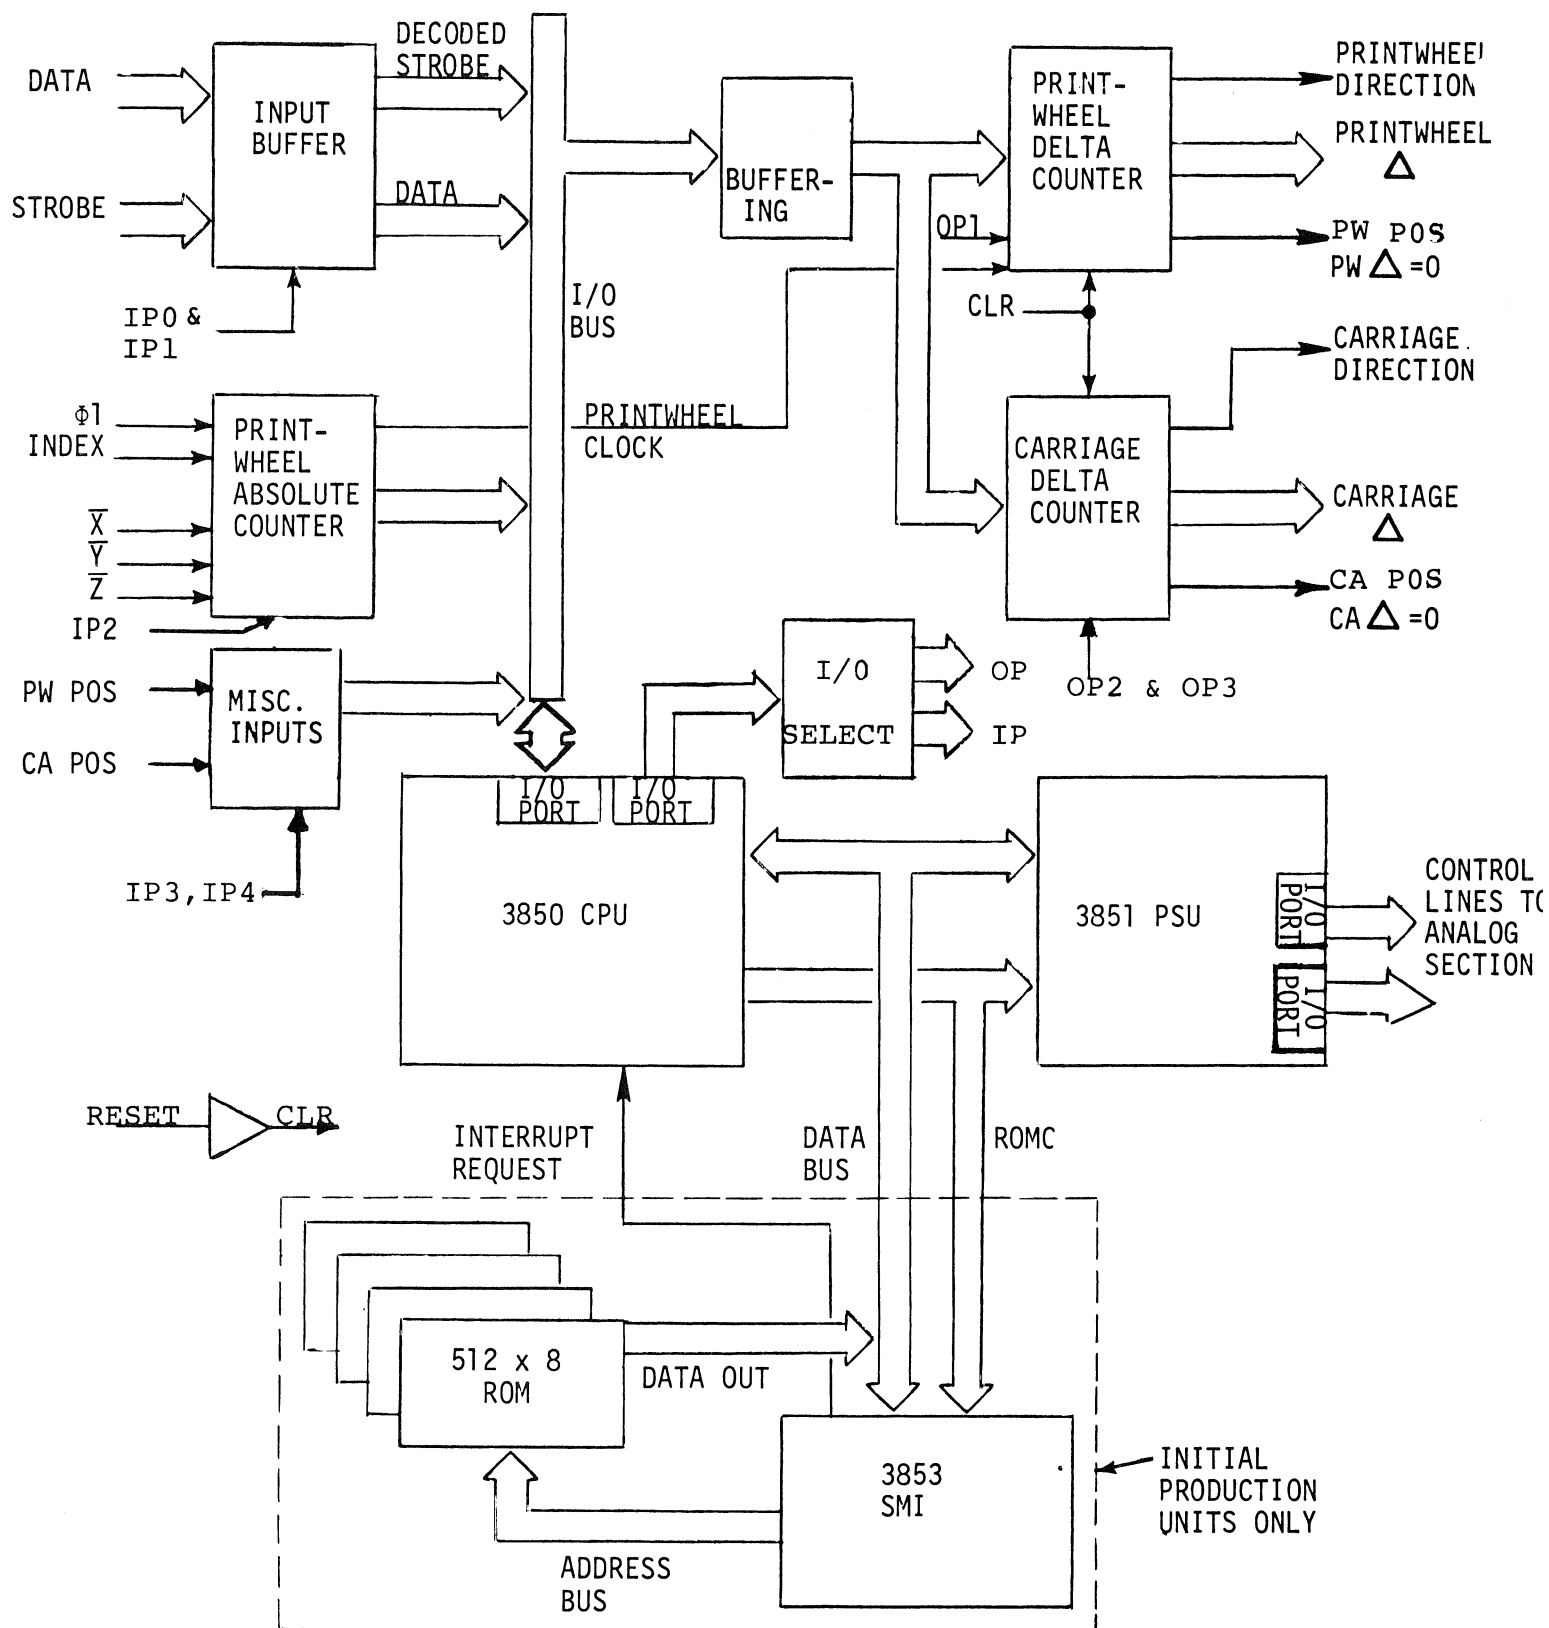 DATA
STROBE
INPUT
BUFFER
DECODED
STROBE
DATA
IP0 &
IP1
I/O
BUS
BUFFER-
ING
PRINT-
WHEEL
DELTA
COUNTER
OP1
CLR
PRINTWHEEL
DIRECTION
PRINTWHEEL
Δ
PW POS
PW Δ =0
CARRIAGE
DIRECTION
Φ1
INDEX
X̅
Y̅
Z̅
IP2
PRINT-
WHEEL
ABSOLUTE
COUNTER
PRINTWHEEL
CLOCK
CARRIAGE
DELTA
COUNTER
CARRIAGE
Δ
CA POS
CA Δ =0
OP2 & OP3
PW POS
CA POS
MISC.
INPUTS
IP3,IP4
I/O
SELECT
OP
IP
I/O
PORT
I/O
PORT
3850 CPU
3851 PSU
I/O
PORT
I/O
PORT
CONTROL
LINES TO
ANALOG
SECTION
RESET
CLR
INTERRUPT
REQUEST
DATA
BUS
ROMC
512 x 8
ROM
DATA OUT
3853
SMI
ADDRESS
BUS
INITIAL
PRODUCTION
UNITS ONLY